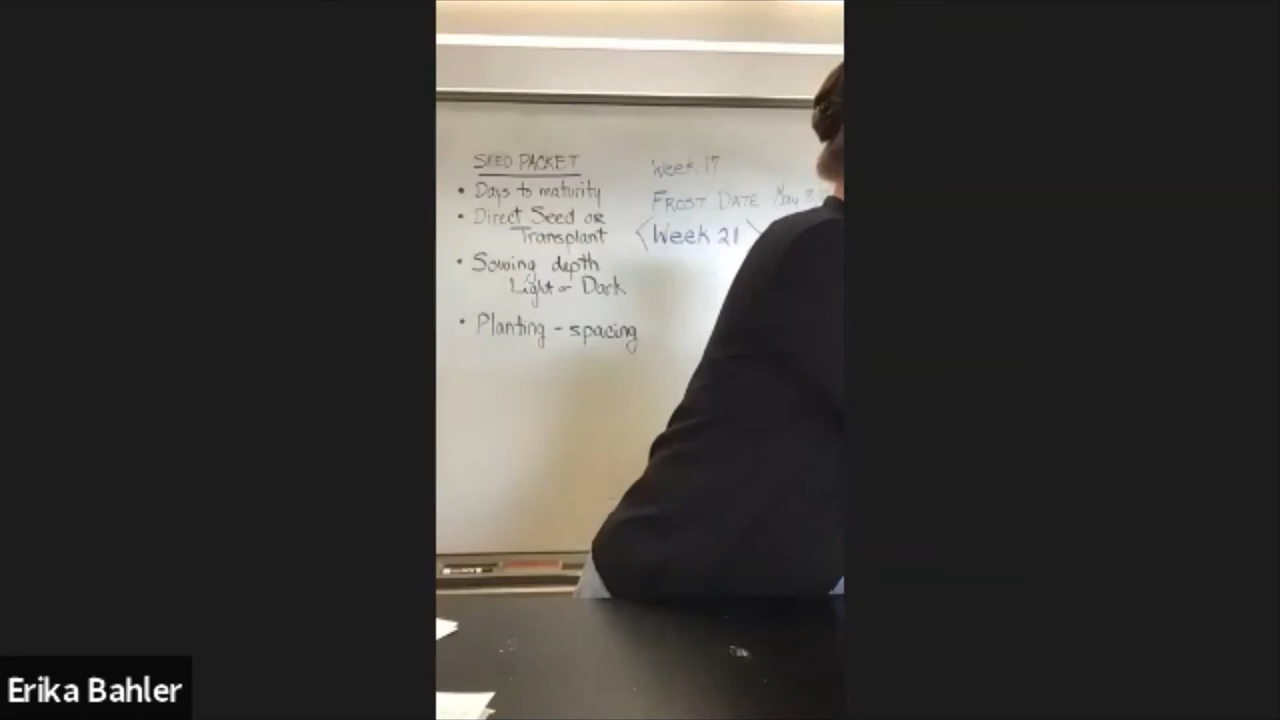 SEED PACKET
• Days to maturity
• Direct Seed or
Transplant
• Sowing depth
Light or Dark
• Planting - spacing
Week 17
FROST DATE May
Week 21
Erika Bahler